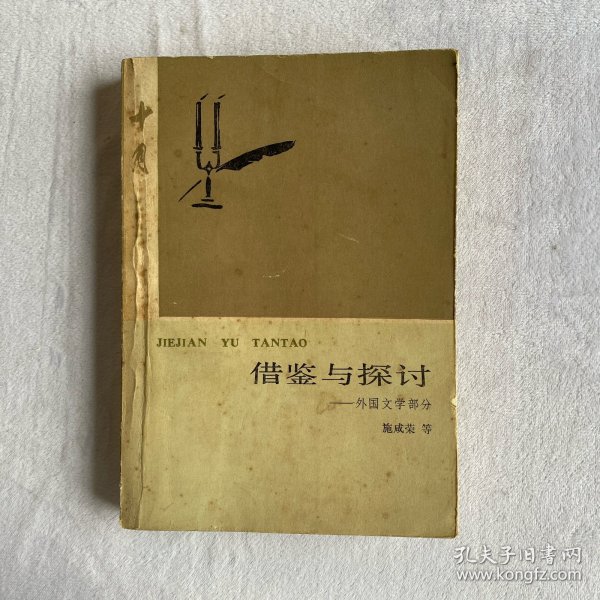 十月
JIEJIAN YU TANTAO
借鉴与探讨
——外国文学部分
施咸荣 等
孔夫子旧书网
www.kongfz.com